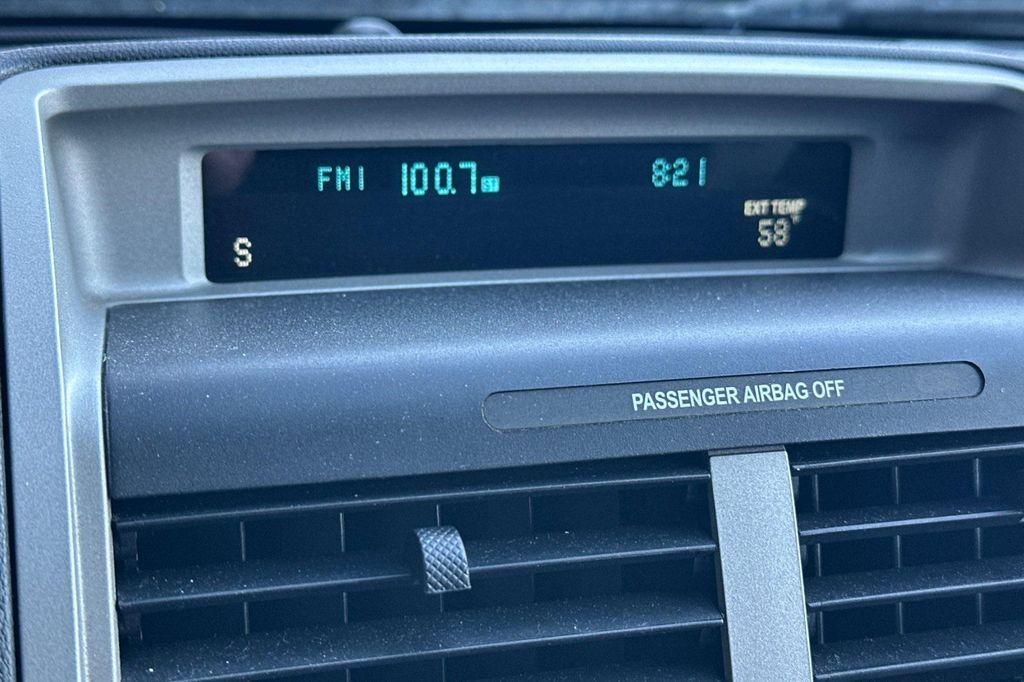 FM1 100.7 ST 8:21
EXT TEMP
S 58°
PASSENGER AIRBAG OFF